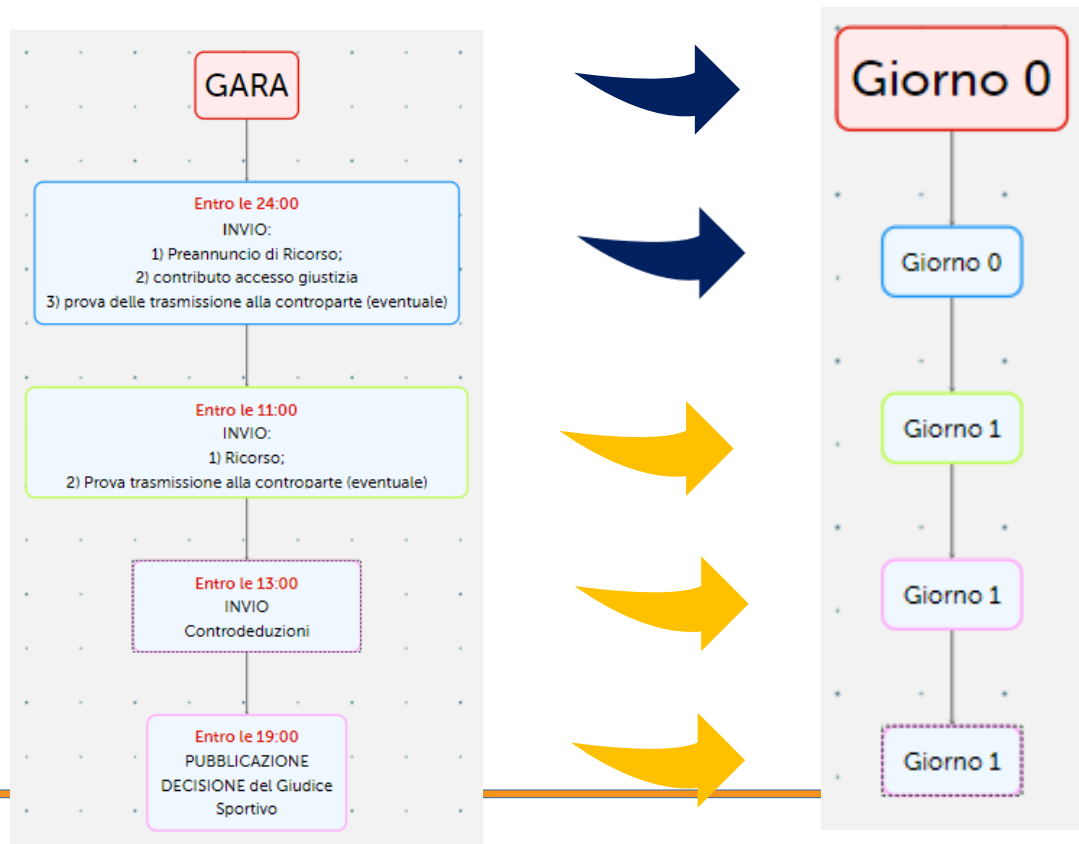 GARA
Giorno 0
Entro le 24:00
INVIO:
1) Preannuncio di Ricorso;
2) contributo accesso giustizia
3) prova delle trasmissione alla controparte (eventuale)
Giorno 0
Entro le 11:00
INVIO:
1) Ricorso;
2) Prova trasmissione alla controparte (eventuale)
Giorno 1
Entro le 13:00
INVIO
Controdeduzioni
Giorno 1
Entro le 19:00
PUBBLICAZIONE
DECISIONE del Giudice
Sportivo
Giorno 1